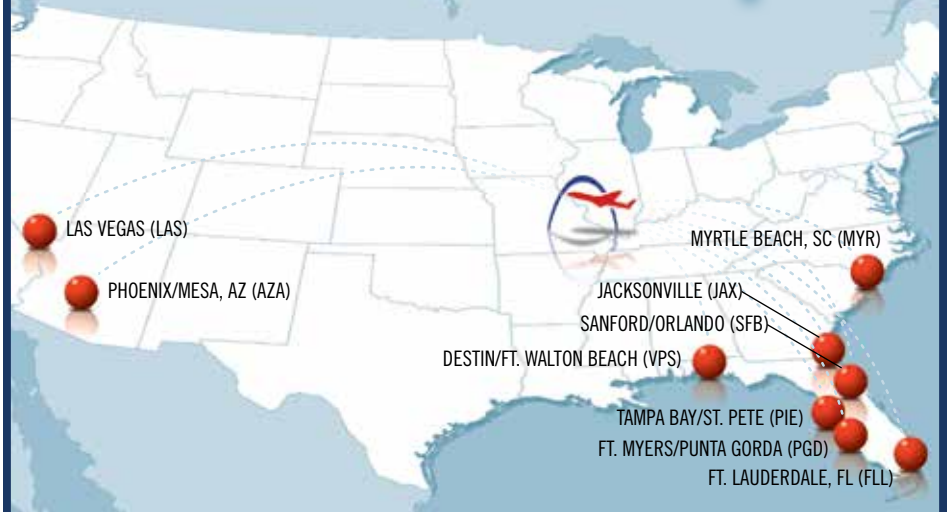 LAS VEGAS (LAS)
MYRTLE BEACH, SC (MYR)
PHOENIX/MESA, AZ (AZA)
JACKSONVILLE (JAX)
SANFORD/ORLANDO (SFB)
DESTIN/FT. WALTON BEACH (VPS)
TAMPA BAY/ST. PETE (PIE)
FT. MYERS/PUNTA GORDA (PGD)
FT. LAUDERDALE, FL (FLL)